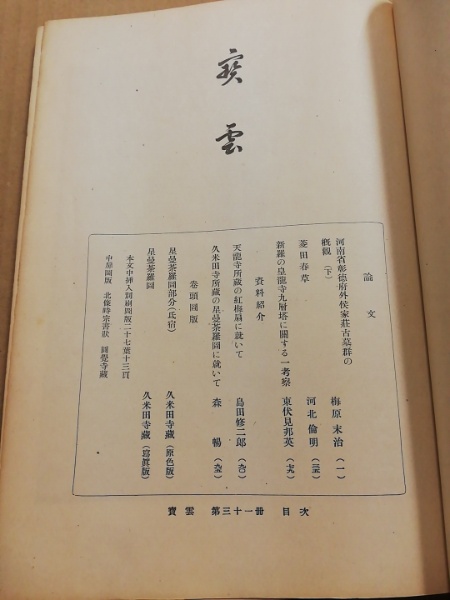 寳雲
論文
河南省彰德府外侯家莊古墓群の
概觀(下) 梅原末治(一)
菱田春草 河北倫明
新羅の皇龍寺九層塔に關する一考察 東伏見邦英
資料紹介
天龍寺所藏の紅梅扇に就いて 島田修二郎
久米田寺所藏の星曼荼羅圖に就いて 森暢
卷頭圖版
星曼荼羅圖部分(氐宿) 久米田寺藏(原色版)
星曼荼羅圖 久米田寺藏(寫眞版)
本文中挿入銅刷圖版二十七葉十三頁
中扉圖版 北條時宗書狀 圓覺寺藏
寶雲 第三十一册 目次